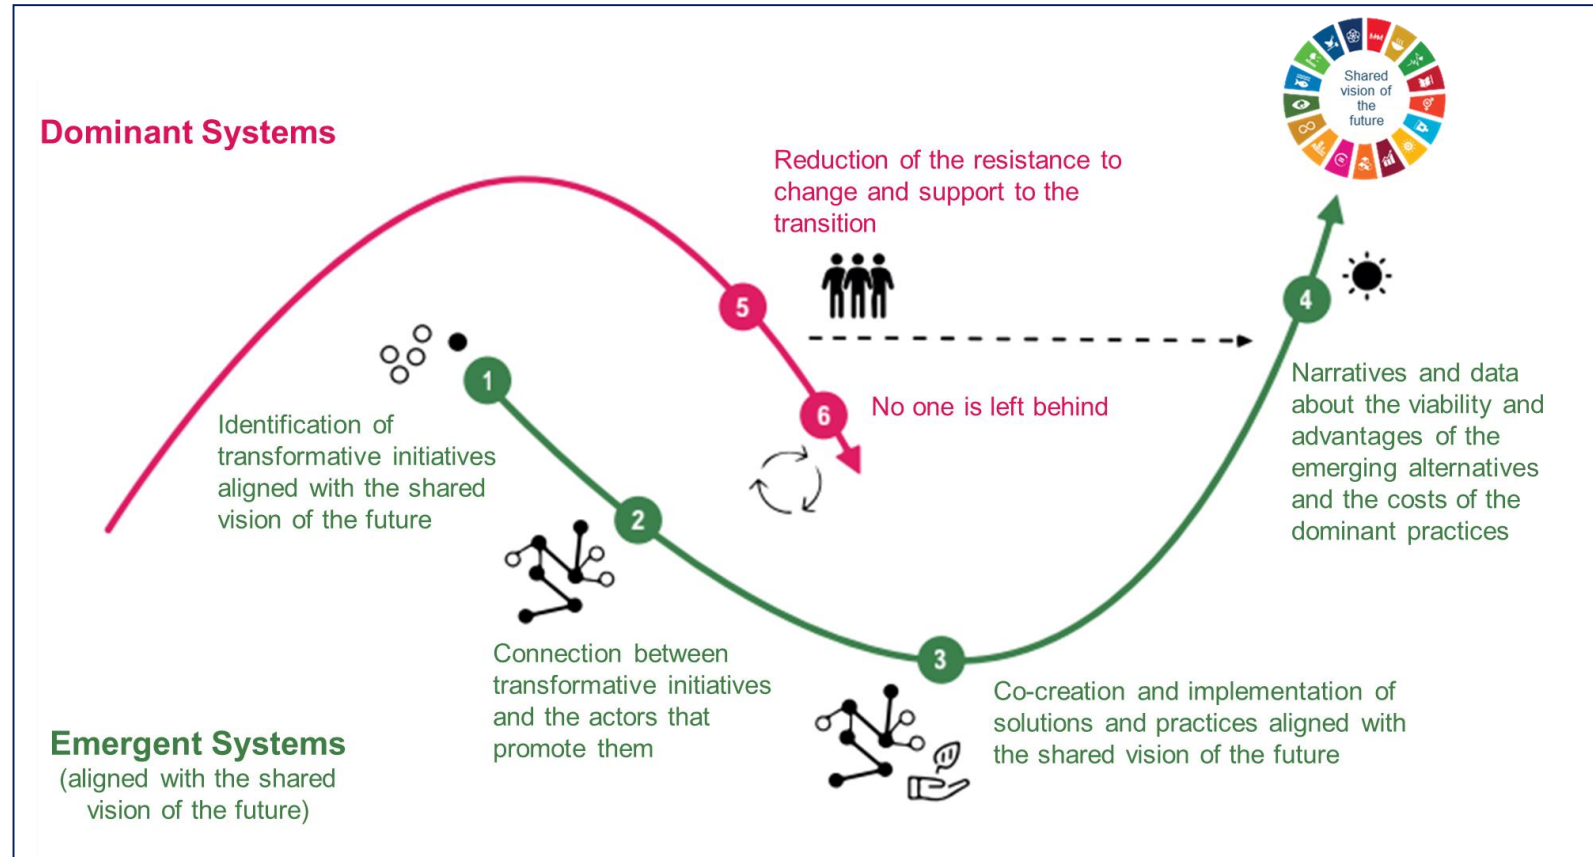 Dominant Systems
Shared
vision of
the
future
Reduction of the resistance to
change and support to the
transition
5
4
1
6
No one is left behind
Narratives and data
about the viability and
advantages of the
emerging alternatives
and the costs of the
dominant practices
Identification of
transformative initiatives
aligned with the shared
vision of the future
2
Connection between
transformative initiatives
and the actors that
promote them
3
Co-creation and implementation of
solutions and practices aligned with
the shared vision of the future
Emergent Systems
(aligned with the shared
vision of the future)